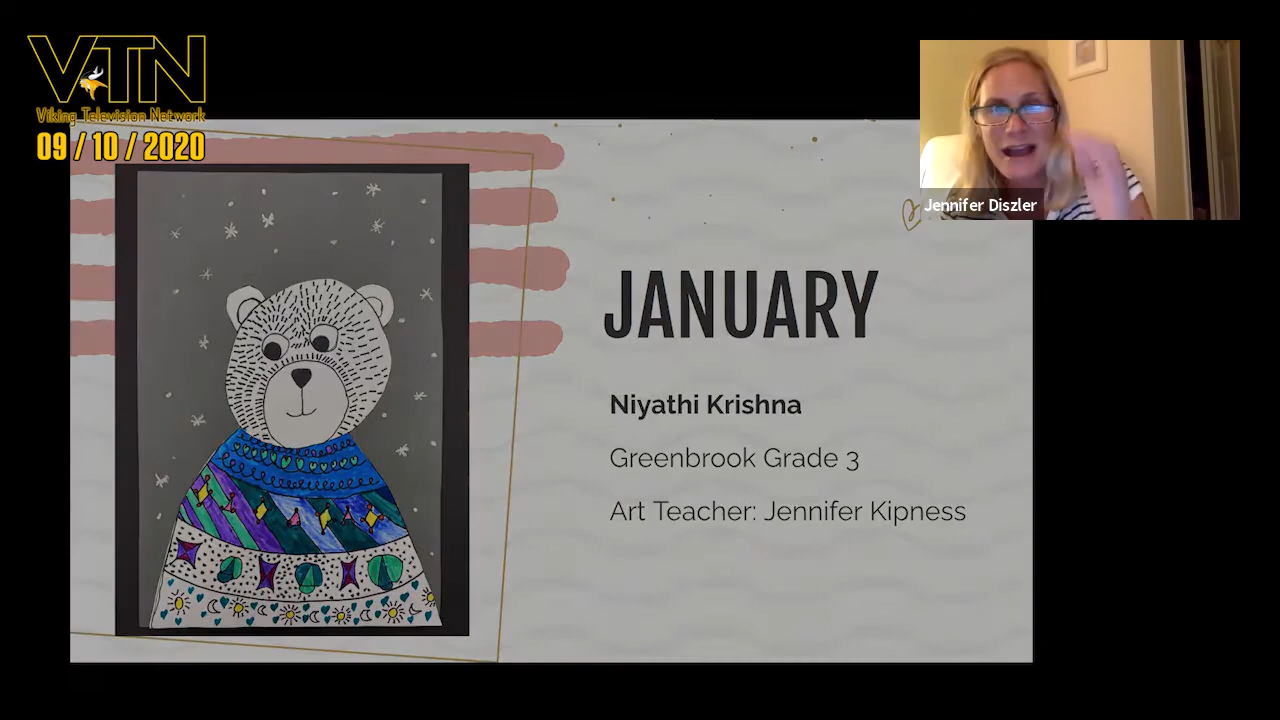 VTN
Viking Television Network
09 / 10 / 2020
Jennifer Diszler
JANUARY
Niyathi Krishna
Greenbrook Grade 3
Art Teacher: Jennifer Kipness